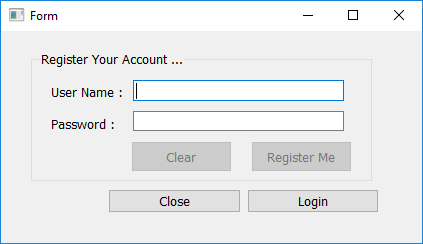 Form
Register Your Account ...
User Name :
Password :
Clear Register Me
Close Login